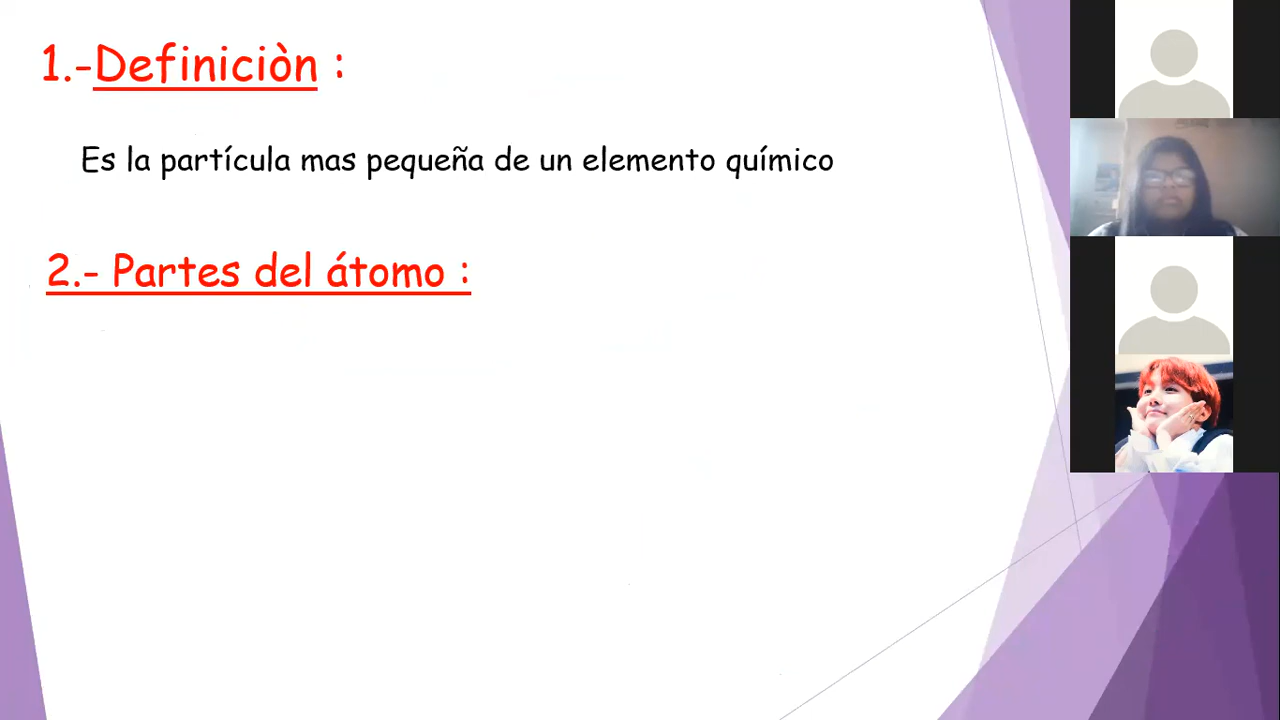 1.-Definiciòn :
Es la partícula mas pequeña de un elemento químico
2.- Partes del átomo :